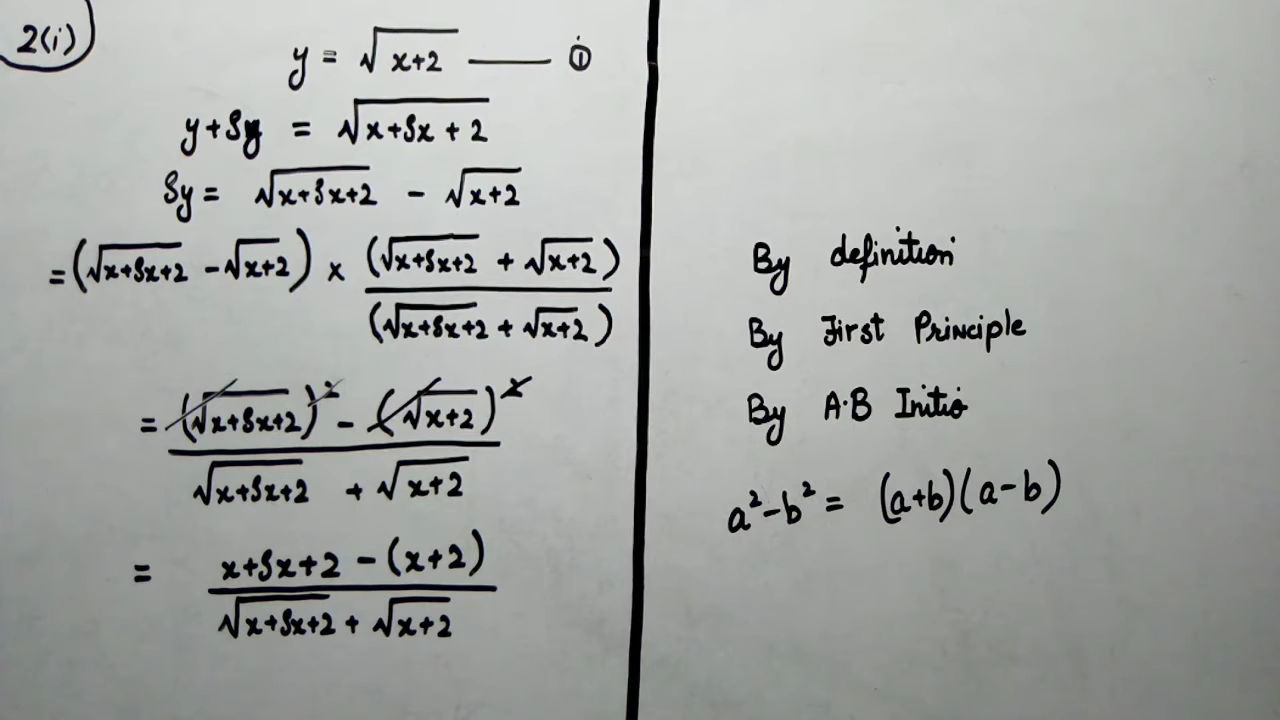 2(i)
y = √(x+2) —— ①
y+δy = √(x+δx+2)
δy = √(x+δx+2) - √(x+2)
= (√(x+δx+2) - √(x+2)) × (√(x+δx+2) + √(x+2)) / (√(x+δx+2) + √(x+2))
= ((√(x+δx+2))² - (√(x+2))²) / (√(x+δx+2) + √(x+2))
= (x+δx+2 - (x+2)) / (√(x+δx+2) + √(x+2))
By definition
By First Principle
By A.B Initio
a² - b² = (a+b)(a-b)